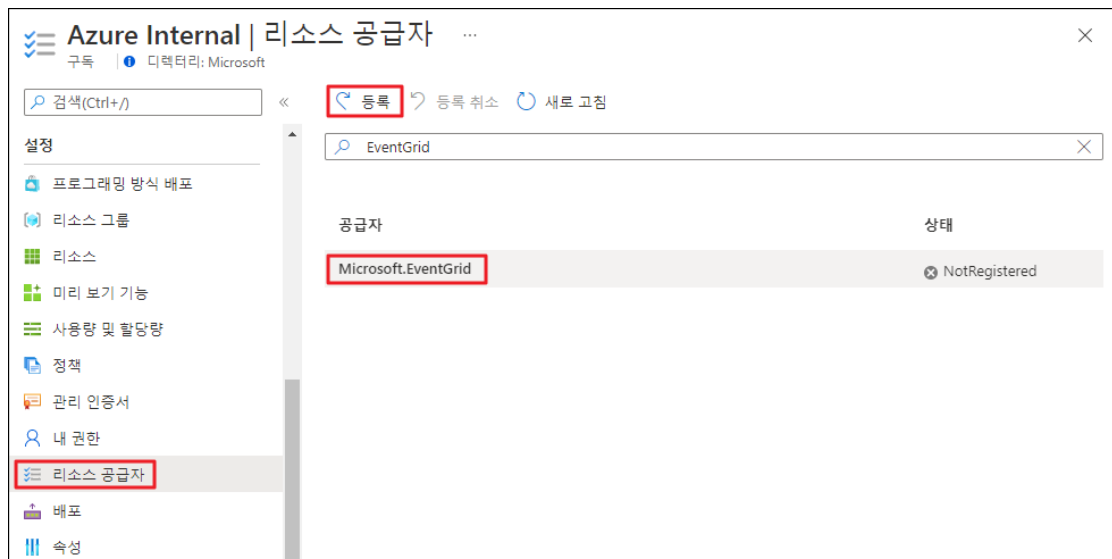 Azure Internal | 리소스 공급자 ...
구독 디렉터리: Microsoft
검색(Ctrl+/)
«
등록 등록 취소 새로 고침
EventGrid
설정
프로그래밍 방식 배포
리소스 그룹
리소스
미리 보기 기능
사용량 및 할당량
정책
관리 인증서
내 권한
리소스 공급자
배포
속성
공급자 상태
Microsoft.EventGrid NotRegistered